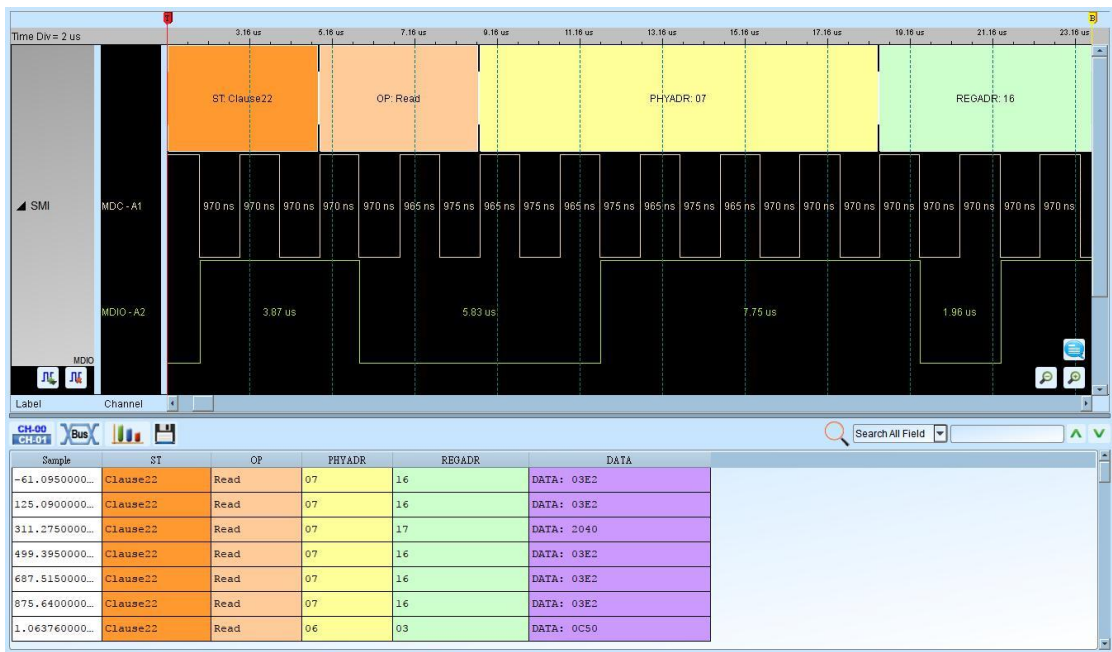 T B
Time Div = 2 us 3.16 us 5.16 us 7.16 us 9.16 us 11.16 us 13.16 us 15.16 us 17.16 us 19.16 us 21.16 us 23.16 us
ST: Clause22 OP: Read PHYADR: 07 REGADR: 16
SMI MDC - A1 970 ns 970 ns 970 ns 970 ns 970 ns 965 ns 975 ns 965 ns 975 ns 965 ns 975 ns 965 ns 975 ns 965 ns 970 ns 970 ns 970 ns 970 ns 970 ns 970 ns 970 ns 970 ns
MDIO - A2 3.87 us 5.83 us 7.75 us 1.96 us
MDIO
Label Channel
CH-00
CH-01 Bus Search All Field
Sample ST OP PHYADR REGADR DATA
-61.0950000... Clause22 Read 07 16 DATA: 03E2
125.0900000... Clause22 Read 07 16 DATA: 03E2
311.2750000... Clause22 Read 07 17 DATA: 2040
499.3950000... Clause22 Read 07 16 DATA: 03E2
687.5150000... Clause22 Read 07 16 DATA: 03E2
875.6400000... Clause22 Read 07 16 DATA: 03E2
1.063760000... Clause22 Read 06 03 DATA: 0C50